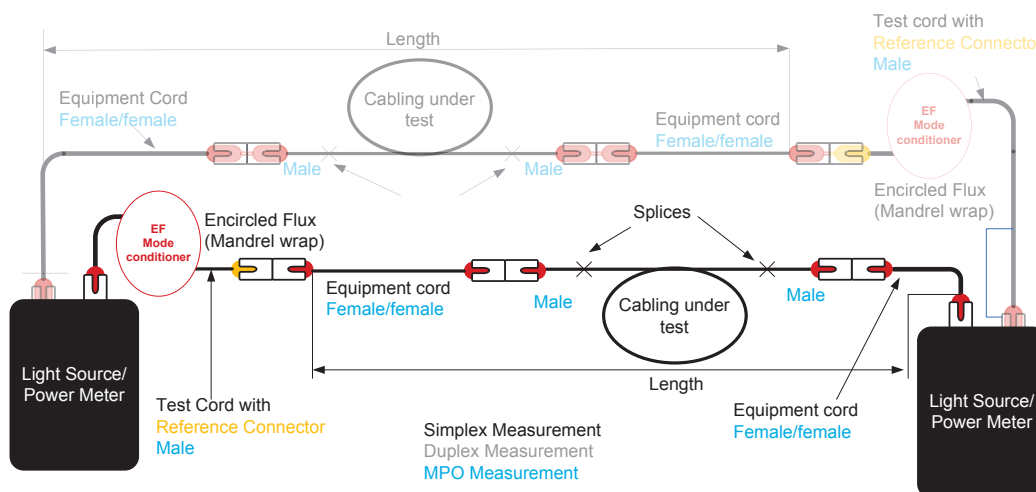 Test cord with
Reference Connector
Male
Length
Equipment Cord
Female/female
Cabling under
test
Equipment cord
Female/female
EF
Mode
conditioner
Male
Male
Encircled Flux
(Mandrel wrap)
EF
Mode
conditioner
Encircled Flux
(Mandrel wrap)
Splices
Equipment cord
Female/female
Male
Cabling under
test
Male
Light Source/
Power Meter
Length
Test Cord with
Reference Connector
Male
Equipment cord
Female/female
Light Source/
Power Meter
Simplex Measurement
Duplex Measurement
MPO Measurement